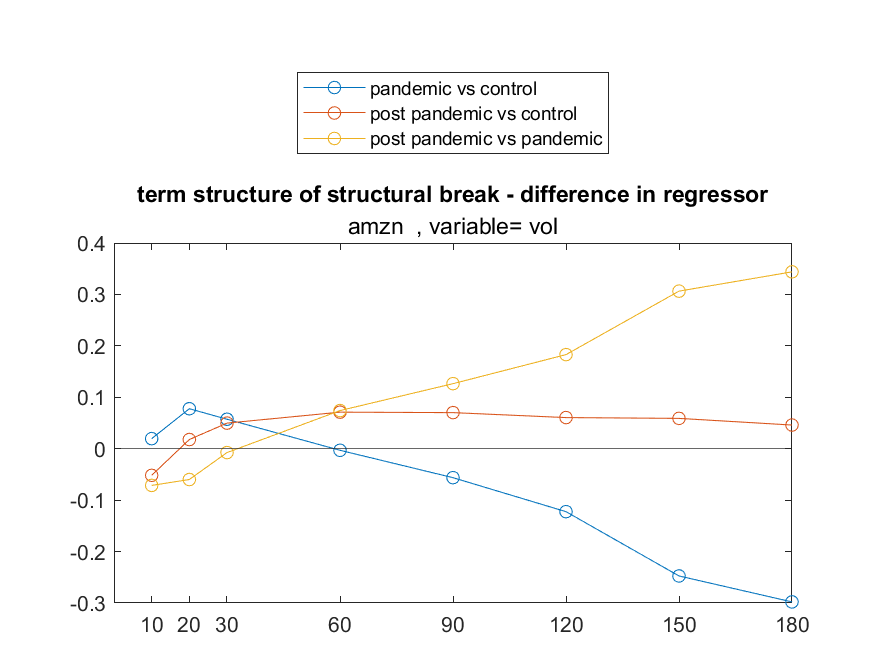 pandemic vs control
post pandemic vs control
post pandemic vs pandemic
term structure of structural break - difference in regressor
amzn  , variable= vol
0.4
0.3
0.2
0.1
0
-0.1
-0.2
-0.3
10 20 30 60 90 120 150 180